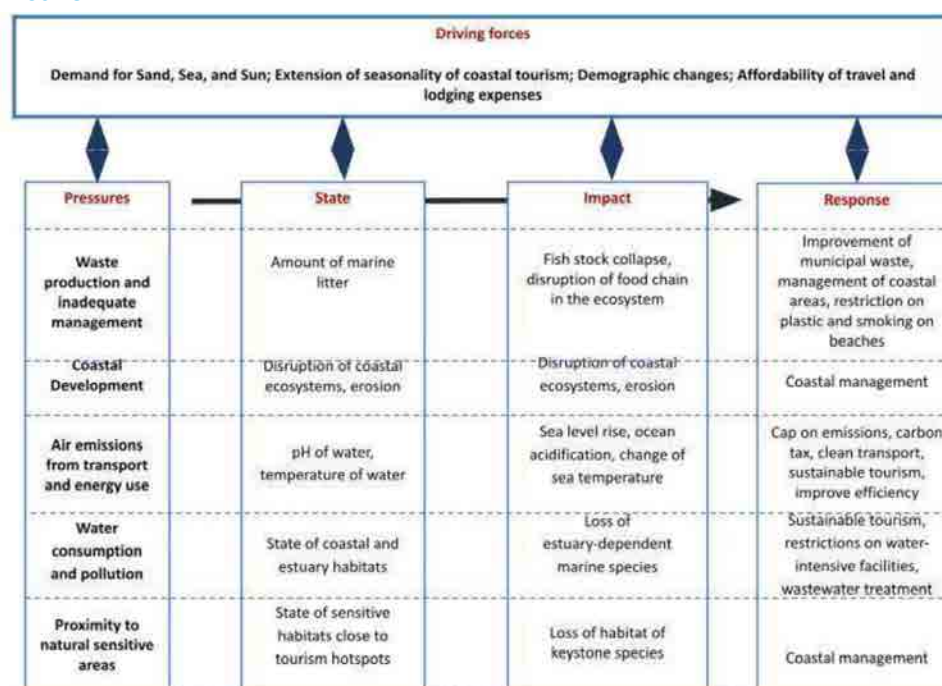 Driving forces
Demand for Sand, Sea, and Sun; Extension of seasonality of coastal tourism; Demographic changes; Affordability of travel and
lodging expenses
Pressures
State
Impact
Response
Waste
production and
inadequate
management
Amount of marine
litter
Fish stock collapse,
disruption of food chain
in the ecosystem
Improvement of
municipal waste,
management of coastal
areas, restriction on
plastic and smoking on
beaches
Coastal
Development
Disruption of coastal
ecosystems, erosion
Disruption of coastal
ecosystems, erosion
Coastal management
Air emissions
from transport
and energy use
pH of water,
temperature of water
Sea level rise, ocean
acidification, change of
sea temperature
Cap on emissions, carbon
tax, clean transport,
sustainable tourism,
improve efficiency
Water
consumption
and pollution
State of coastal and
estuary habitats
Loss of
estuary-dependent
marine species
Sustainable tourism,
restrictions on water-
intensive facilities,
wastewater treatment
Proximity to
natural sensitive
areas
State of sensitive
habitats close to
tourism hotspots
Loss of habitat of
keystone species
Coastal management